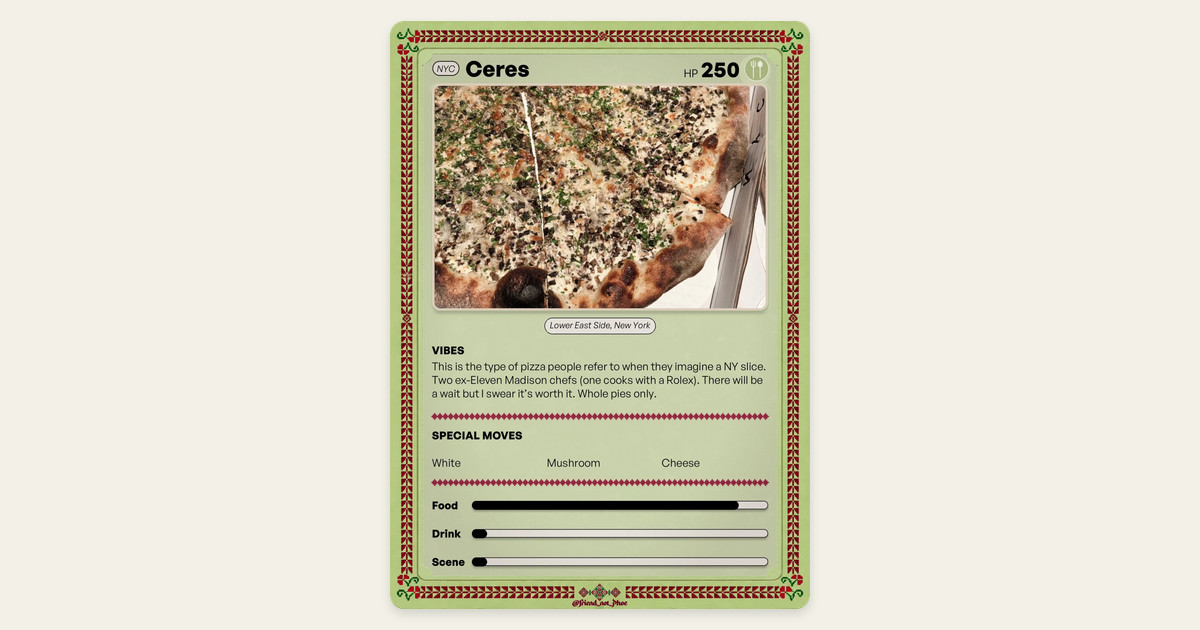 NYC Ceres HP 250
Lower East Side, New York
VIBES
This is the type of pizza people refer to when they imagine a NY slice.
Two ex-Eleven Madison chefs (one cooks with a Rolex). There will be
a wait but I swear it's worth it. Whole pies only.
SPECIAL MOVES
White Mushroom Cheese
Food
Drink
Scene
@friend_not_phoe